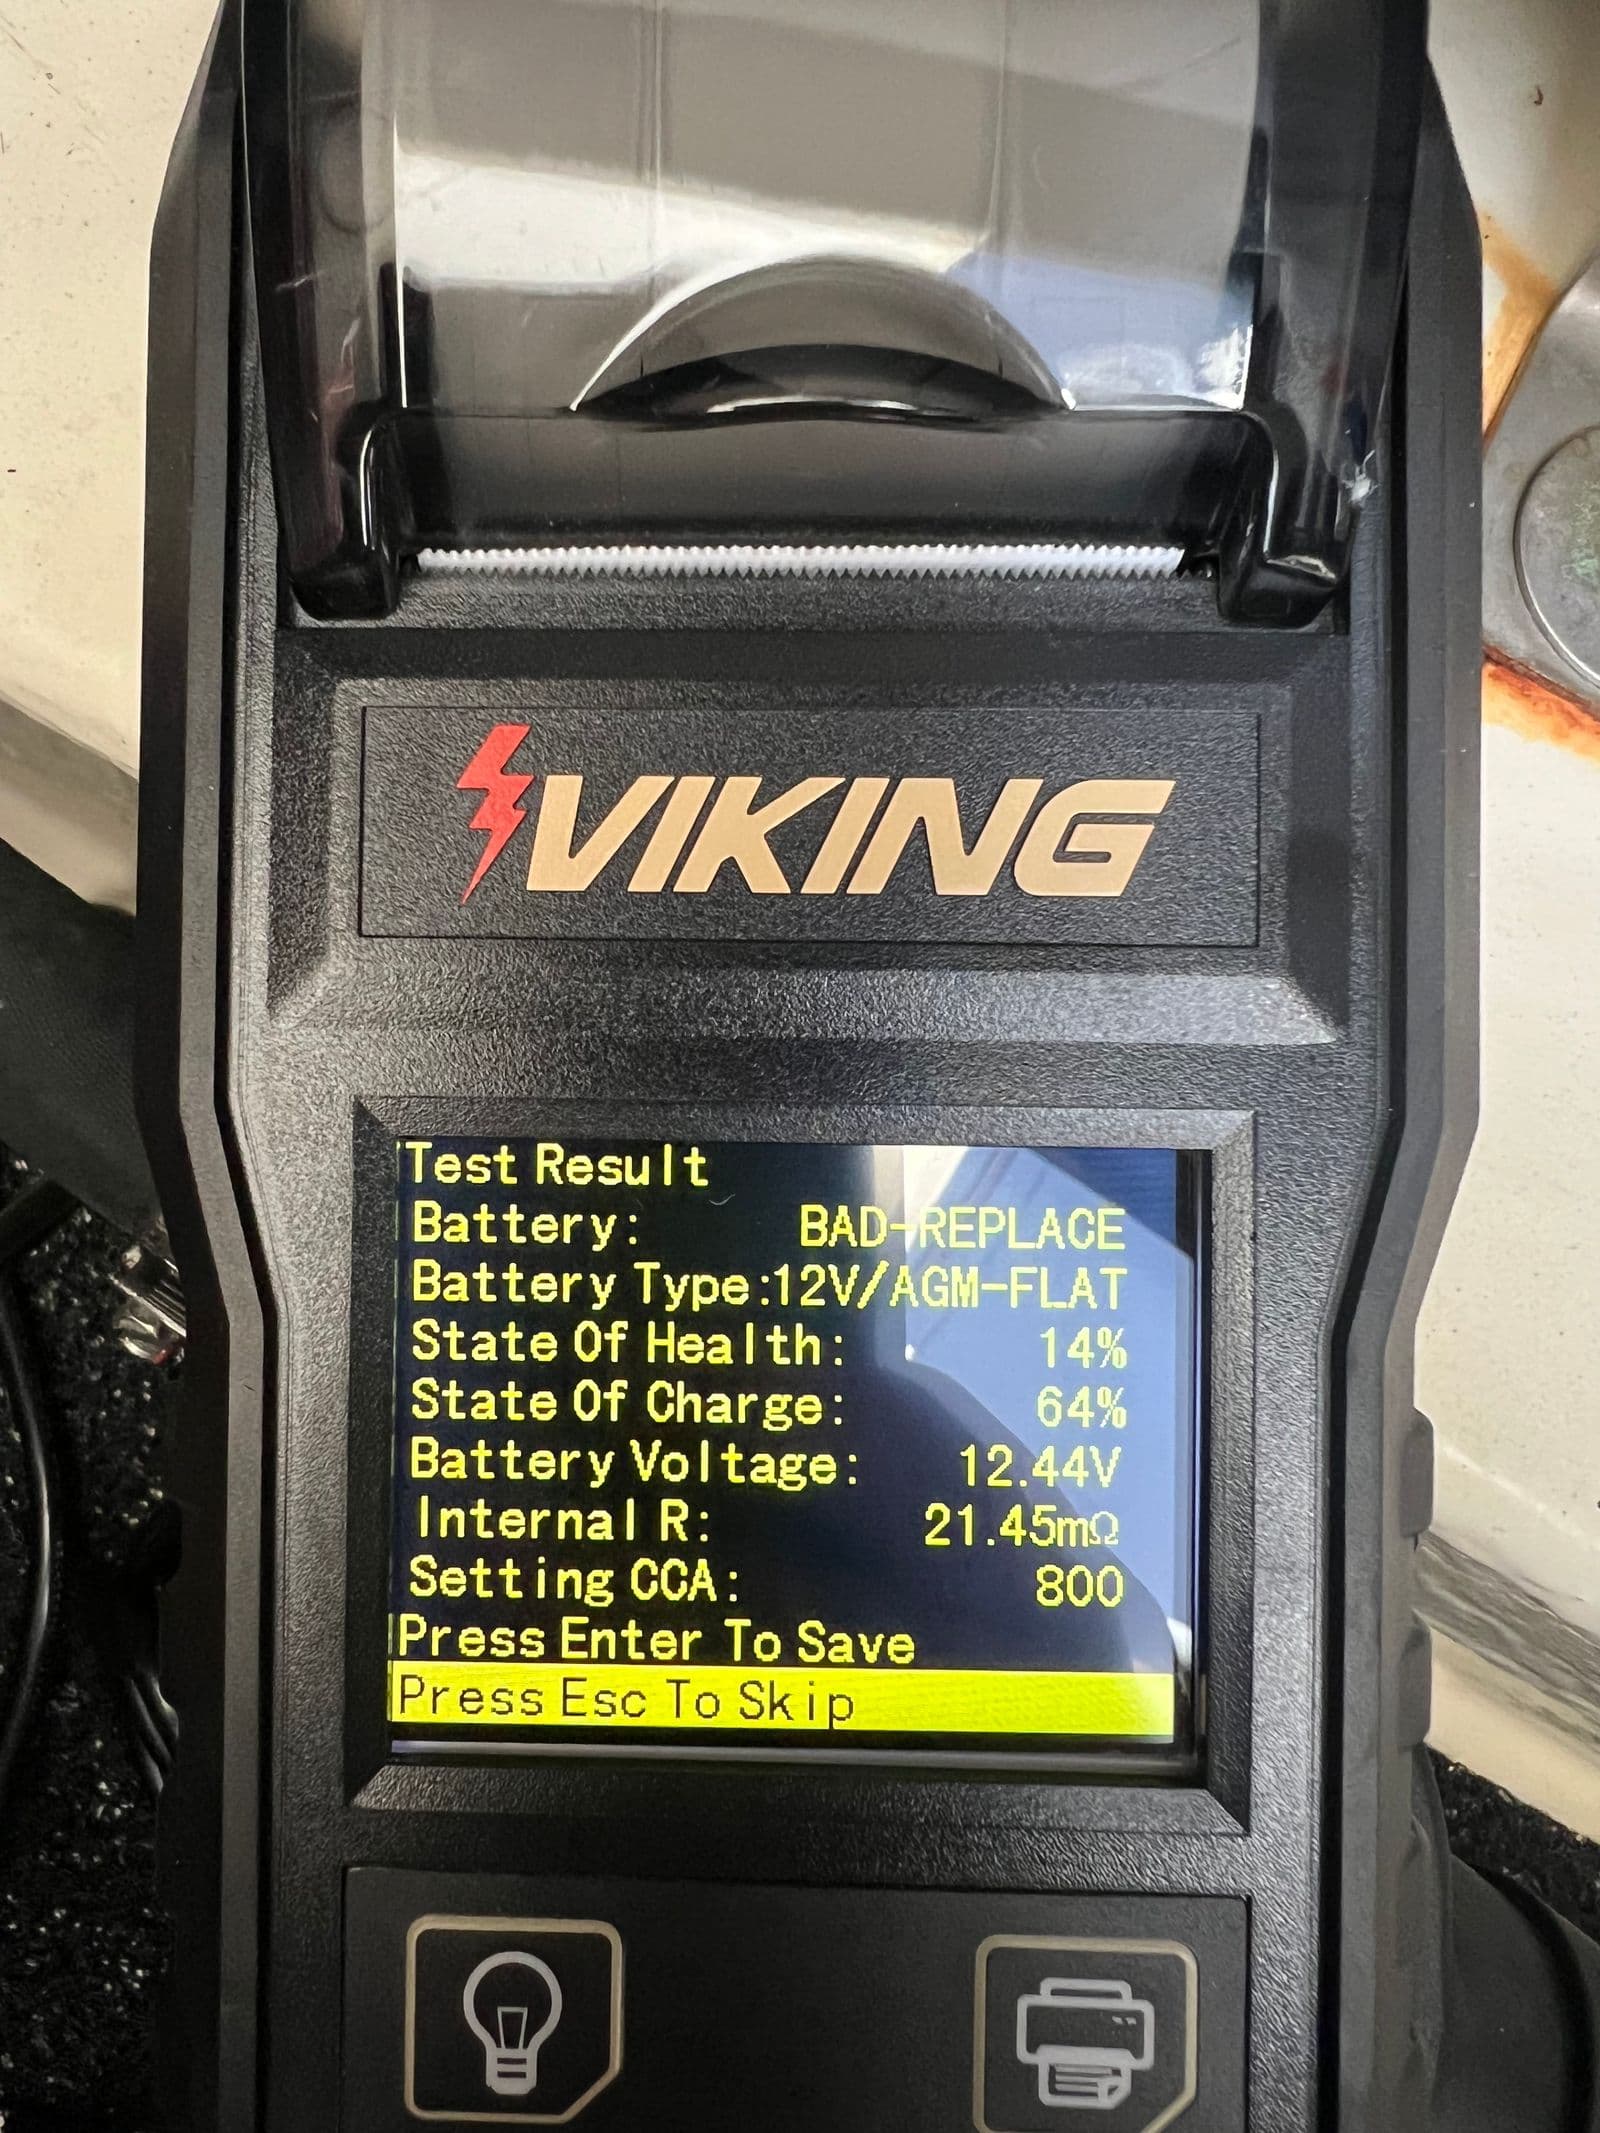 VIKING
Test Result
Battery: BAD-REPLACE
Battery Type:12V/AGM-FLAT
State Of Health: 14%
State Of Charge: 64%
Battery Voltage: 12.44V
Internal R: 21.45mΩ
Setting CCA: 800
Press Enter To Save
Press Esc To Skip